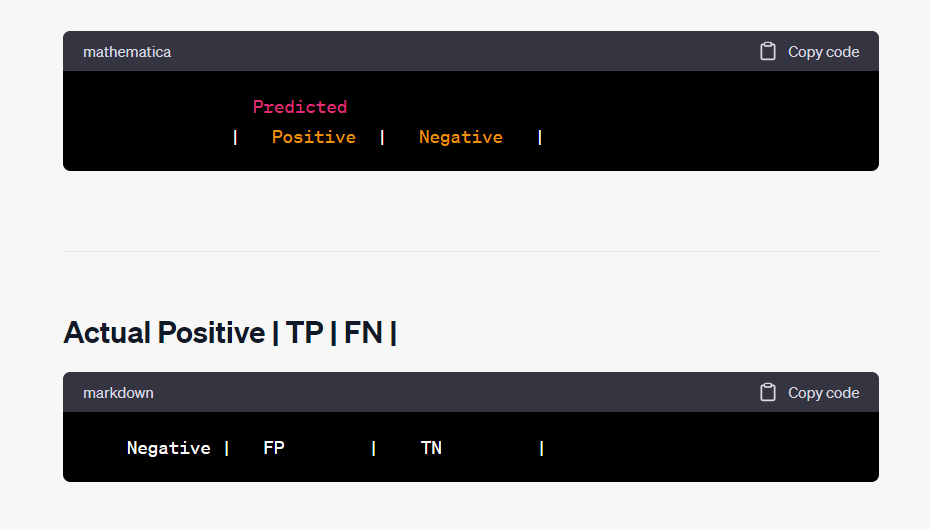 mathematica Copy code
Predicted
| Positive | Negative |
Actual Positive | TP | FN |
markdown Copy code
Negative | FP | TN |